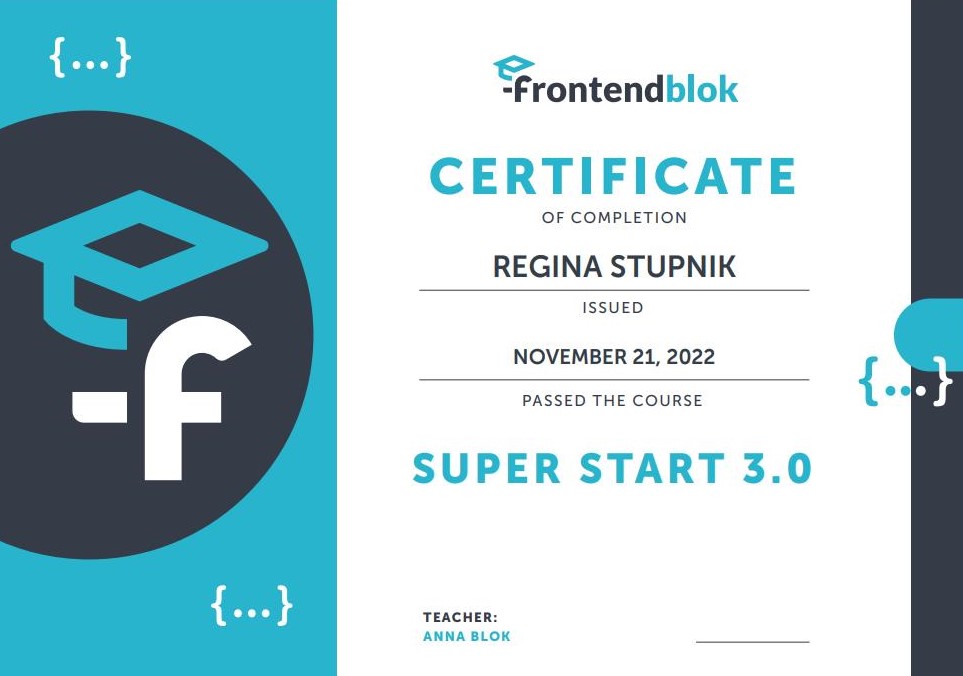 {...}
frontendblok
CERTIFICATE
OF COMPLETION
REGINA STUPNIK
ISSUED
NOVEMBER 21, 2022
PASSED THE COURSE
{...}
SUPER START 3.0
{...}
TEACHER:
ANNA BLOK